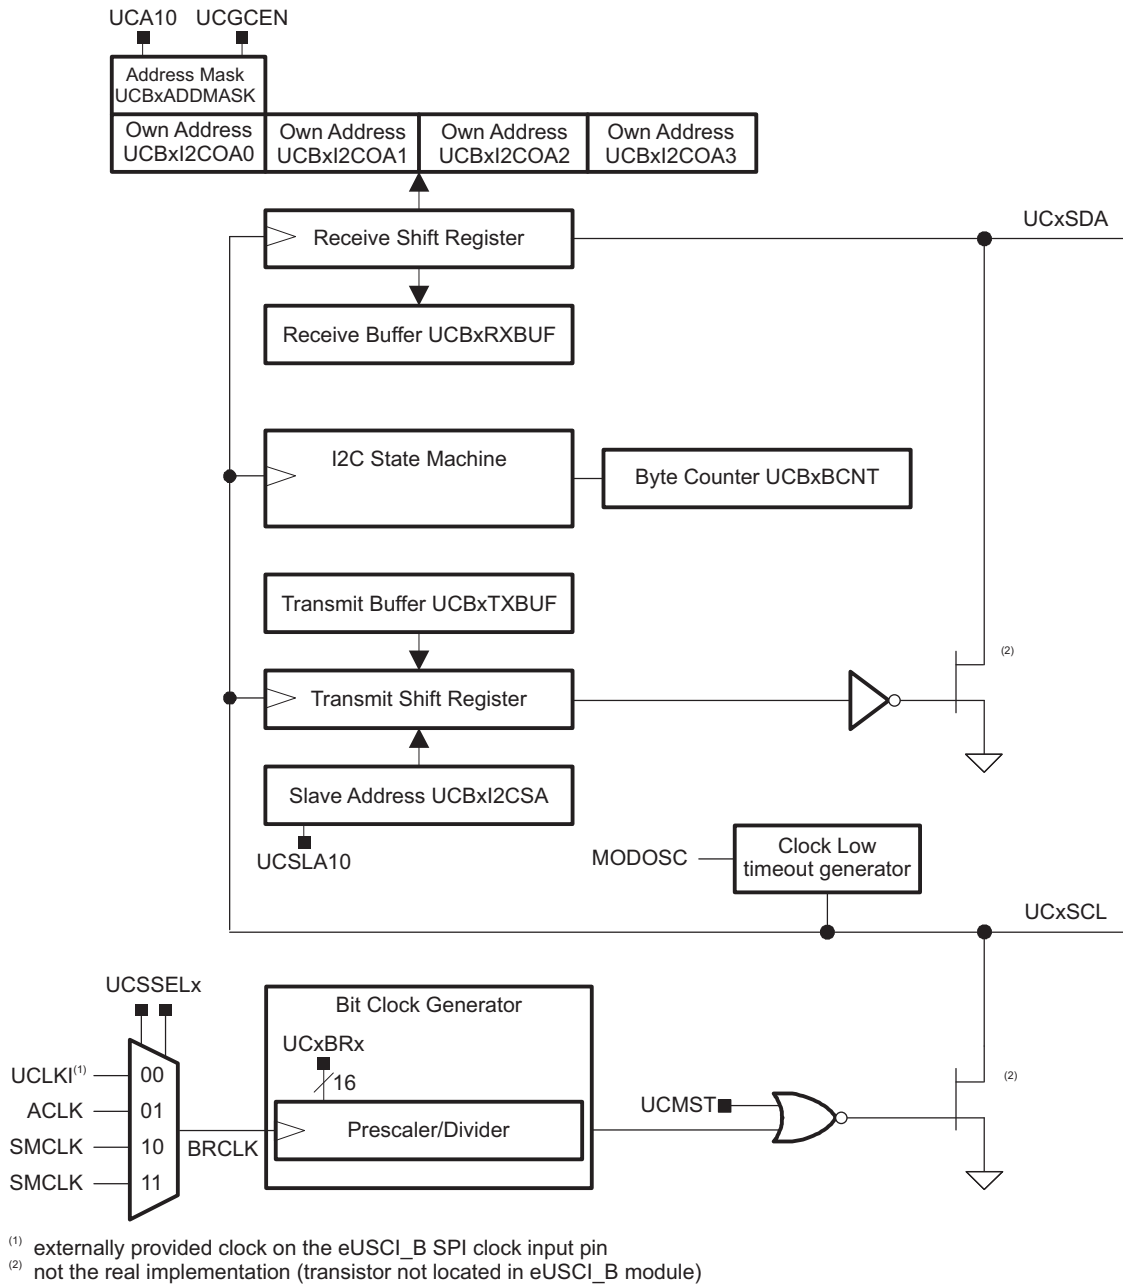 UCA10 UCGCEN
Address Mask
UCBxADDMASK
Own Address
UCBxI2COA0
Own Address
UCBxI2COA1
Own Address
UCBxI2COA2
Own Address
UCBxI2COA3
Receive Shift Register
UCxSDA
Receive Buffer UCBxRXBUF
I2C State Machine
Byte Counter UCBxBCNT
Transmit Buffer UCBxTXBUF
(2)
Transmit Shift Register
Slave Address UCBxI2CSA
UCSLA10
MODOSC
Clock Low
timeout generator
UCxSCL
UCSSELx
Bit Clock Generator
UCxBRx
16
UCLKI(1) 00
ACLK 01
SMCLK 10
SMCLK 11
BRCLK
Prescaler/Divider
UCMST
(2)
(1) externally provided clock on the eUSCI_B SPI clock input pin
(2) not the real implementation (transistor not located in eUSCI_B module)